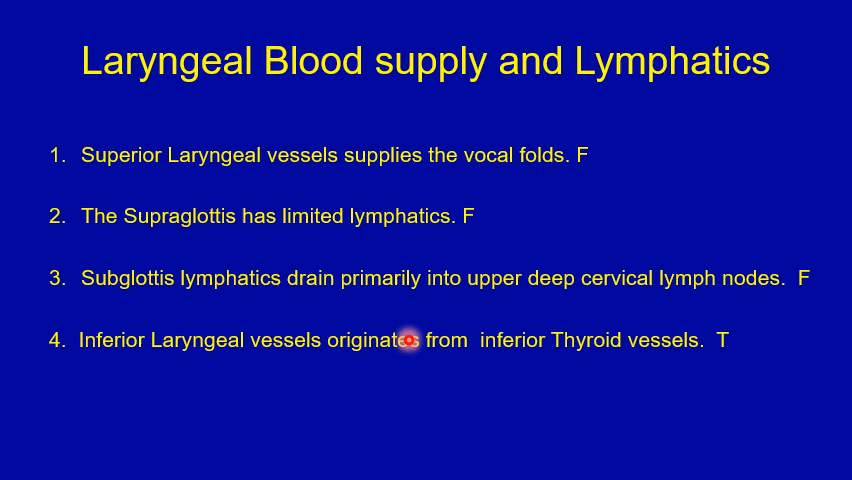 Laryngeal Blood supply and Lymphatics
1. Superior Laryngeal vessels supplies the vocal folds. F
2. The Supraglottis has limited lymphatics. F
3. Subglottis lymphatics drain primarily into upper deep cervical lymph nodes. F
4. Inferior Laryngeal vessels originates from inferior Thyroid vessels. T